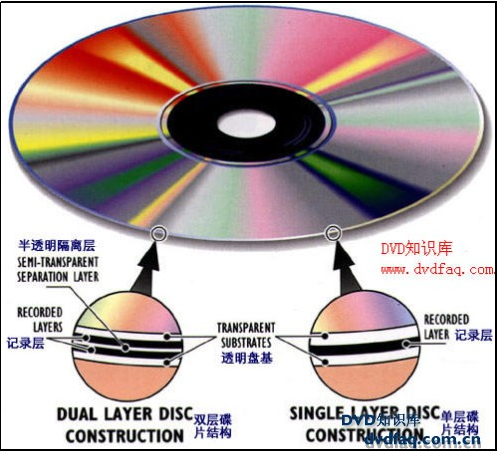 DVD知识库
www.dvdfaq.com
半透明隔离层
SEMI-TRANSPARENT
SEPARATION LAYER
RECORDED
LAYERS
记录层
TRANSPARENT
SUBSTRATES
透明盘基
RECORDED
LAYER 记录层
DUAL LAYER DISC
CONSTRUCTION
双层碟
片结构
SINGLE LAYER DISC
CONSTRUCTION
单层碟
片结构
DVD知识库
dvdfaq.com.cn